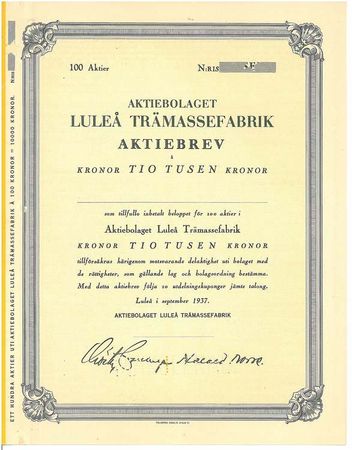 100 Aktier N:RIS
AKTIEBOLAGET
LULEÅ TRÄMASSEFABRIK
AKTIEBREV
å
KRONOR TIO TUSEN KRONOR
som tillfullo inbetalt beloppet för 100 aktier i
Aktiebolaget Luleå Trämassefabrik
KRONOR TIO TUSEN KRONOR
tillförsäkras härigenom motsvarande delaktighet uti bolaget med
de rättigheter, som gällande lag och bolagsordning bestämma.
Med detta aktiebrev följa 10 utdelningskuponger jämte talong.
Luleå i september 1937.
AKTIEBOLAGET LULEÅ TRÄMASSEFABRIK
ETT HUNDRA AKTIER UTI AKTIEBOLAGET LULEÅ TRÄMASSEFABRIK Å 100 KRONOR = 10000 KRONOR.